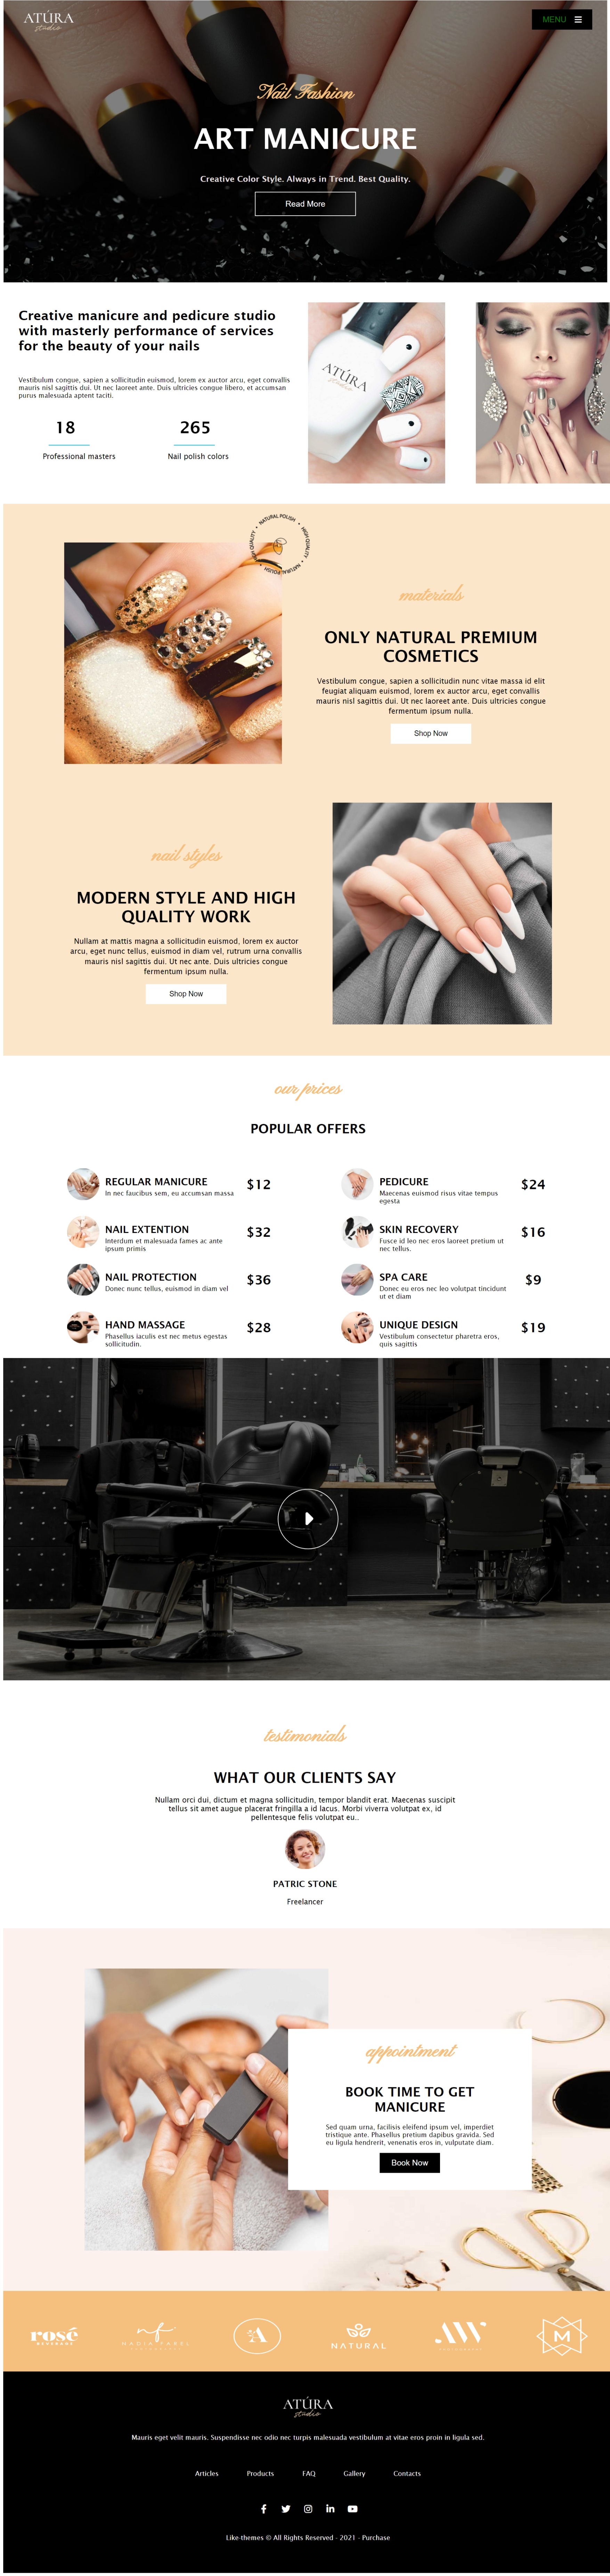 ATÚRA
studio
MENU
Nail Fashion
ART MANICURE
Creative Color Style. Always in Trend. Best Quality.
Read More
Creative manicure and pedicure studio
with masterly performance of services
for the beauty of your nails
Vestibulum congue, sapien a sollicitudin euismod, lorem ex auctor arcu, eget convallis
mauris nisl sagittis dui. Ut nec laoreet ante. Duis ultricies congue libero, et accumsan
purus malesuada aptent taciti.
18
265
Professional masters
Nail polish colors
ATÚRA
NATURAL POLISH • HIGH QUALITY • NATURAL POLISH • HIGH QUALITY •
materials
ONLY NATURAL PREMIUM
COSMETICS
Vestibulum congue, sapien a sollicitudin nunc vitae massa id elit
feugiat aliquam euismod, lorem ex auctor arcu, eget convallis
mauris nisl sagittis dui. Ut nec laoreet ante. Duis ultricies congue
fermentum ipsum nulla.
Shop Now
nail styles
MODERN STYLE AND HIGH
QUALITY WORK
Nullam at mattis magna a sollicitudin euismod, lorem ex auctor
arcu, eget nunc tellus, euismod in diam vel, rutrum urna convallis
mauris nisl sagittis dui. Ut nec ante. Duis ultricies congue
fermentum ipsum nulla.
Shop Now
our prices
POPULAR OFFERS
REGULAR MANICURE $12
In nec faucibus sem, eu accumsan massa
PEDICURE $24
Maecenas euismod risus vitae tempus
egesta
NAIL EXTENTION $32
Interdum et malesuada fames ac ante
ipsum primis
SKIN RECOVERY $16
Fusce id leo nec eros laoreet pretium ut
nec tellus.
NAIL PROTECTION $36
Donec nunc tellus, euismod in diam vel
SPA CARE $9
Donec eu eros nec leo volutpat tincidunt
ut et diam
HAND MASSAGE $28
Phasellus iaculis est nec metus egestas
sollicitudin.
UNIQUE DESIGN $19
Vestibulum consectetur pharetra eros,
quis sagittis
testimonials
WHAT OUR CLIENTS SAY
Nullam orci dui, dictum et magna sollicitudin, tempor blandit erat. Maecenas suscipit
tellus sit amet augue placerat fringilla a id lacus. Morbi viverra volutpat ex, id
pellentesque felis volutpat eu..
PATRIC STONE
Freelancer
appointment
BOOK TIME TO GET
MANICURE
Sed quam urna, facilisis eleifend ipsum vel, imperdiet
tristique ante. Phasellus pretium dapibus gravida. Sed
eu ligula hendrerit, venenatis eros in, vulputate diam.
Book Now
rosé
nf
A
NATURAL
AW
M
ATÚRA
studio
Mauris eget velit mauris. Suspendisse nec odio nec turpis malesuada vestibulum at vitae eros proin in ligula sed.
Articles
Products
FAQ
Gallery
Contacts
Like-themes © All Rights Reserved - 2021 - Purchase